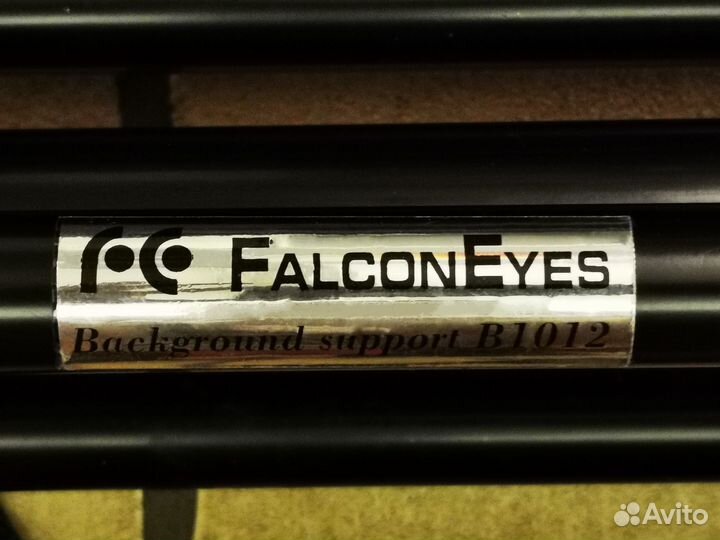 FALCONEYES
Background support B1012
Avito